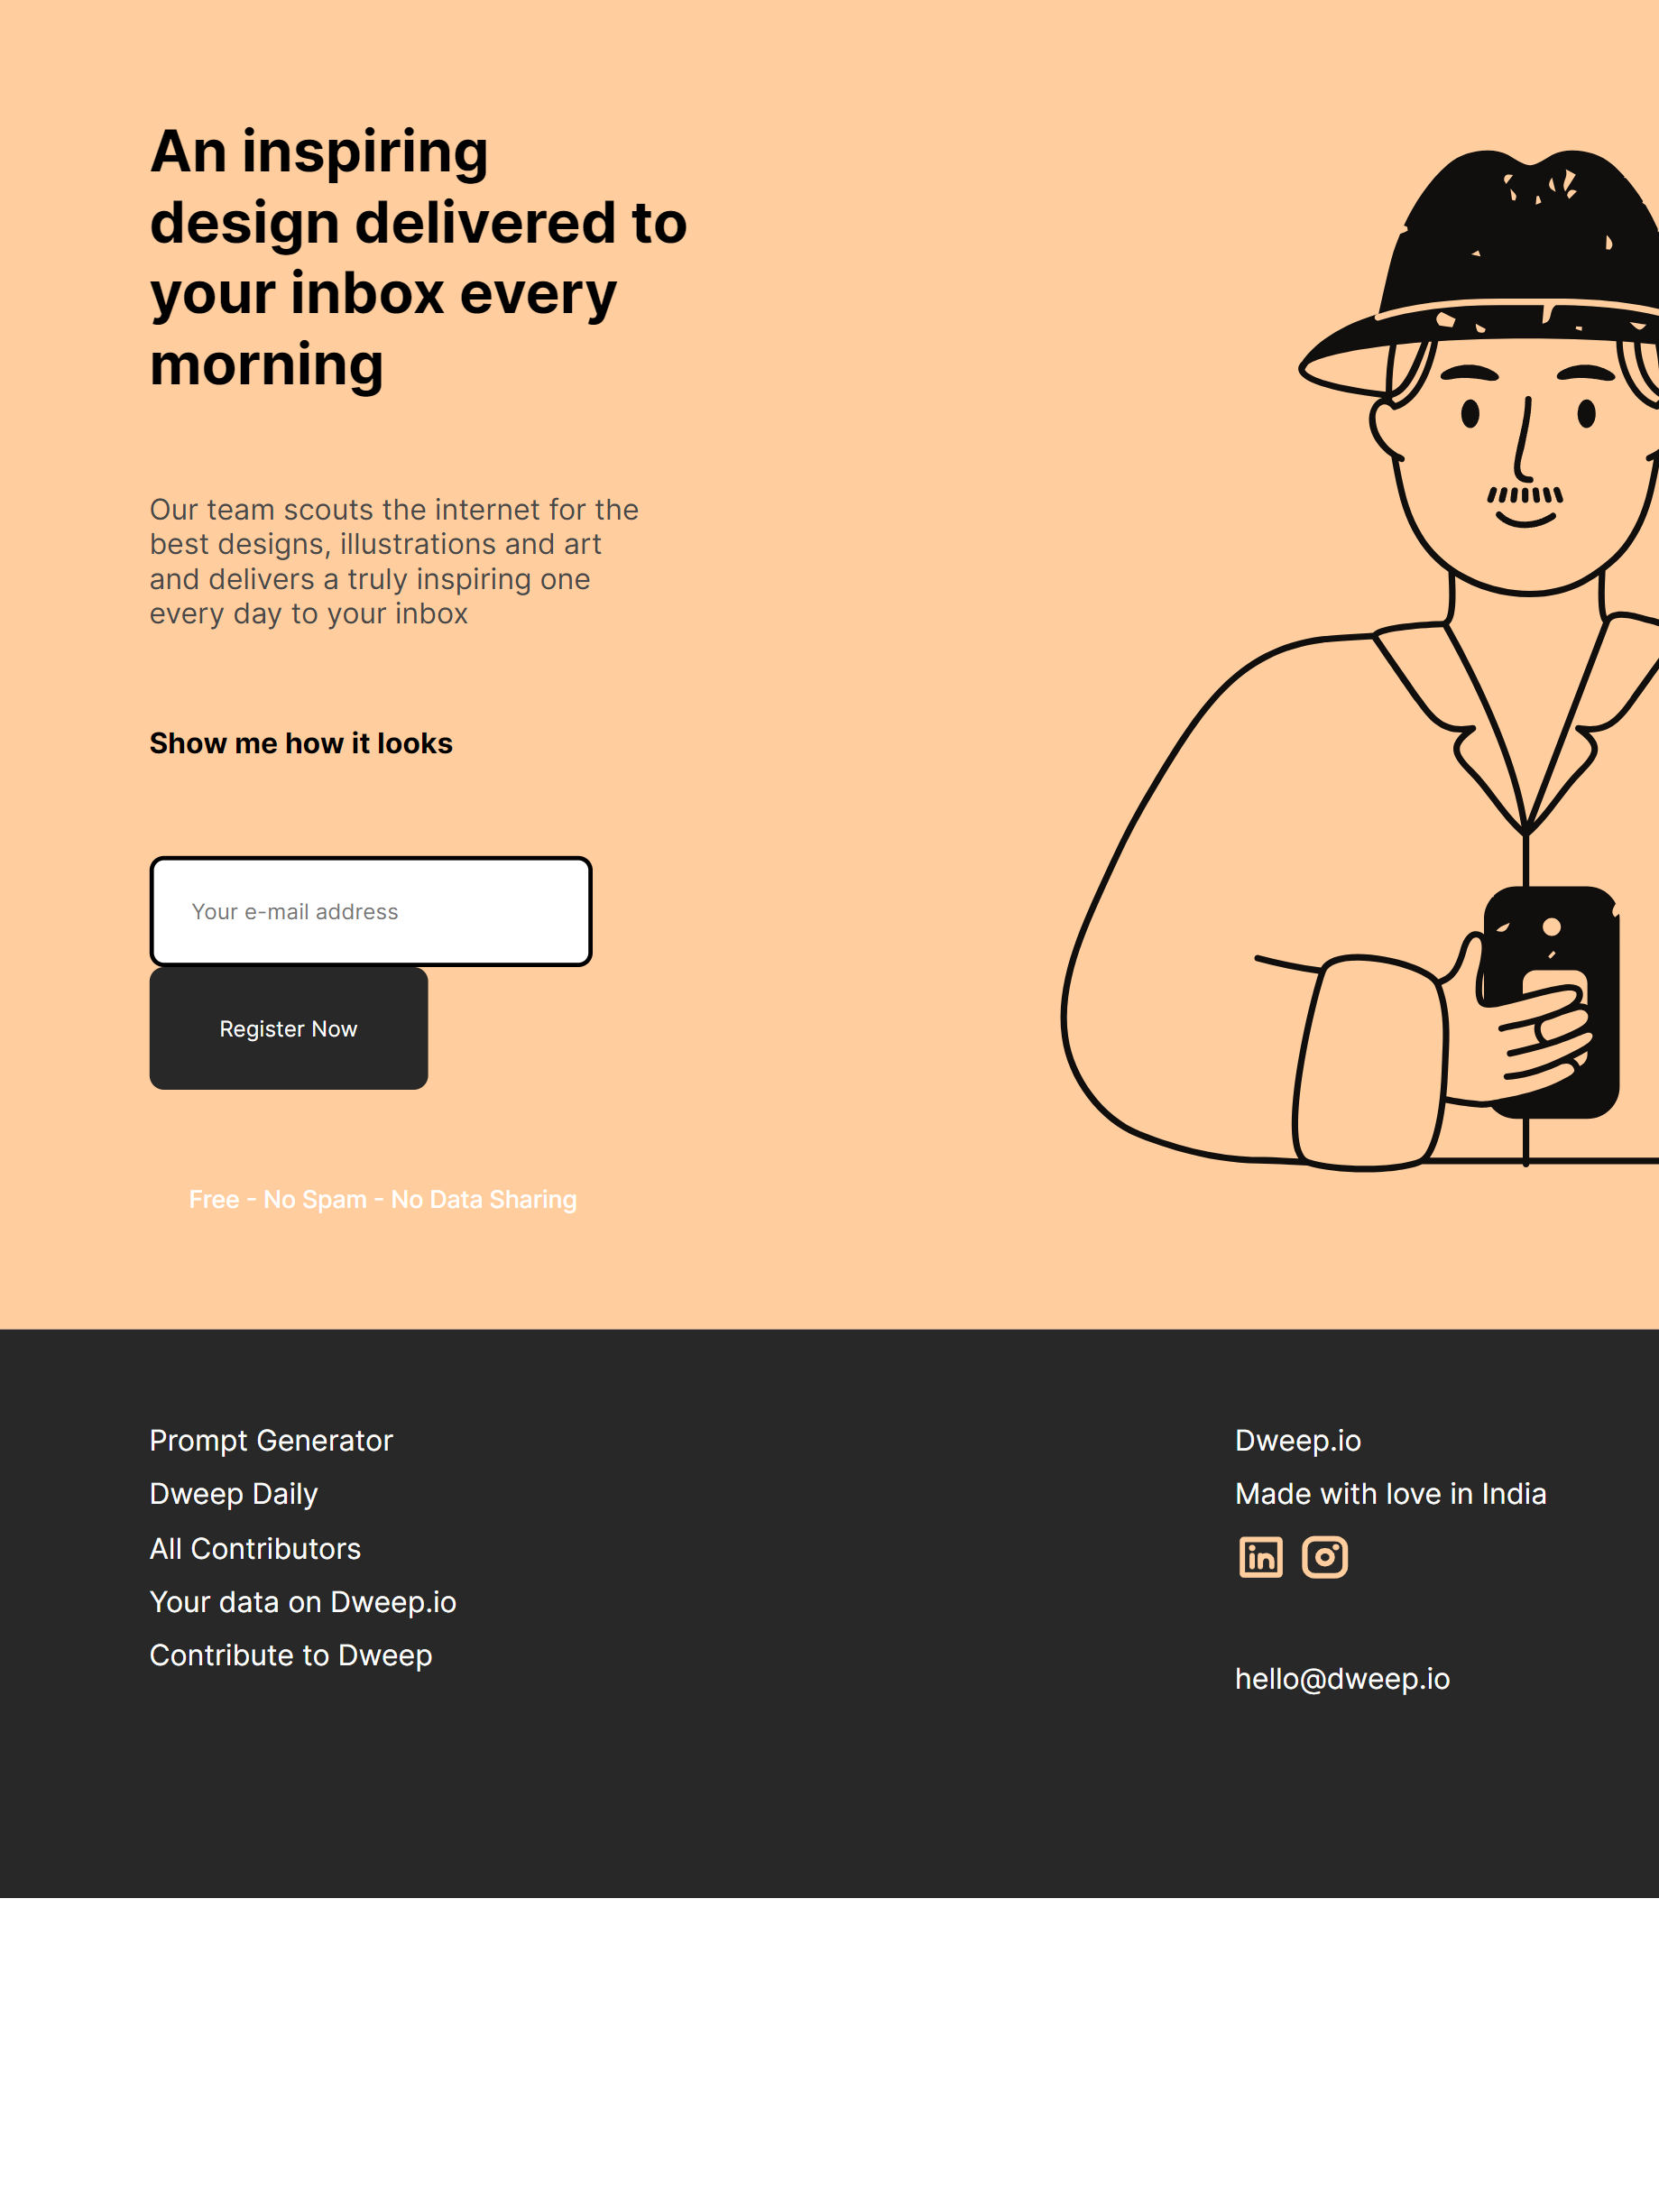 An inspiring
design delivered to
your inbox every
morning
Our team scouts the internet for the
best designs, illustrations and art
and delivers a truly inspiring one
every day to your inbox
Show me how it looks
Your e-mail address
Register Now
Free - No Spam - No Data Sharing
Prompt Generator
Dweep Daily
All Contributors
Your data on Dweep.io
Contribute to Dweep
Dweep.io
Made with love in India
in
hello@dweep.io